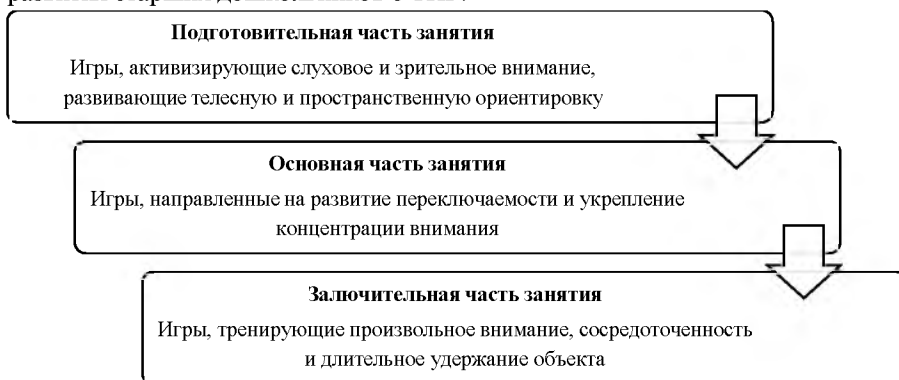 Подготовительная часть занятия
Игры, активизирующие слуховое и зрительное внимание,
развивающие телесную и пространственную ориентировку
Основная часть занятия
Игры, направленные на развитие переключаемости и укрепление
концентрации внимания
Залючительная часть занятия
Игры, тренирующие произвольное внимание, сосредоточенность
и длительное удержание объекта